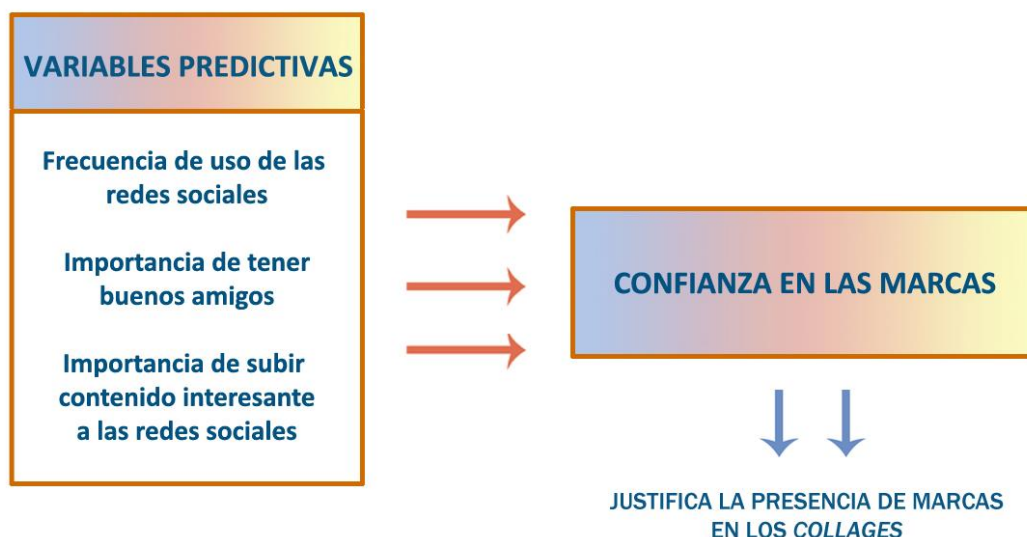 VARIABLES PREDICTIVAS
Frecuencia de uso de las
redes sociales
Importancia de tener
buenos amigos
Importancia de subir
contenido interesante
a las redes sociales
CONFIANZA EN LAS MARCAS
JUSTIFICA LA PRESENCIA DE MARCAS
EN LOS COLLAGES